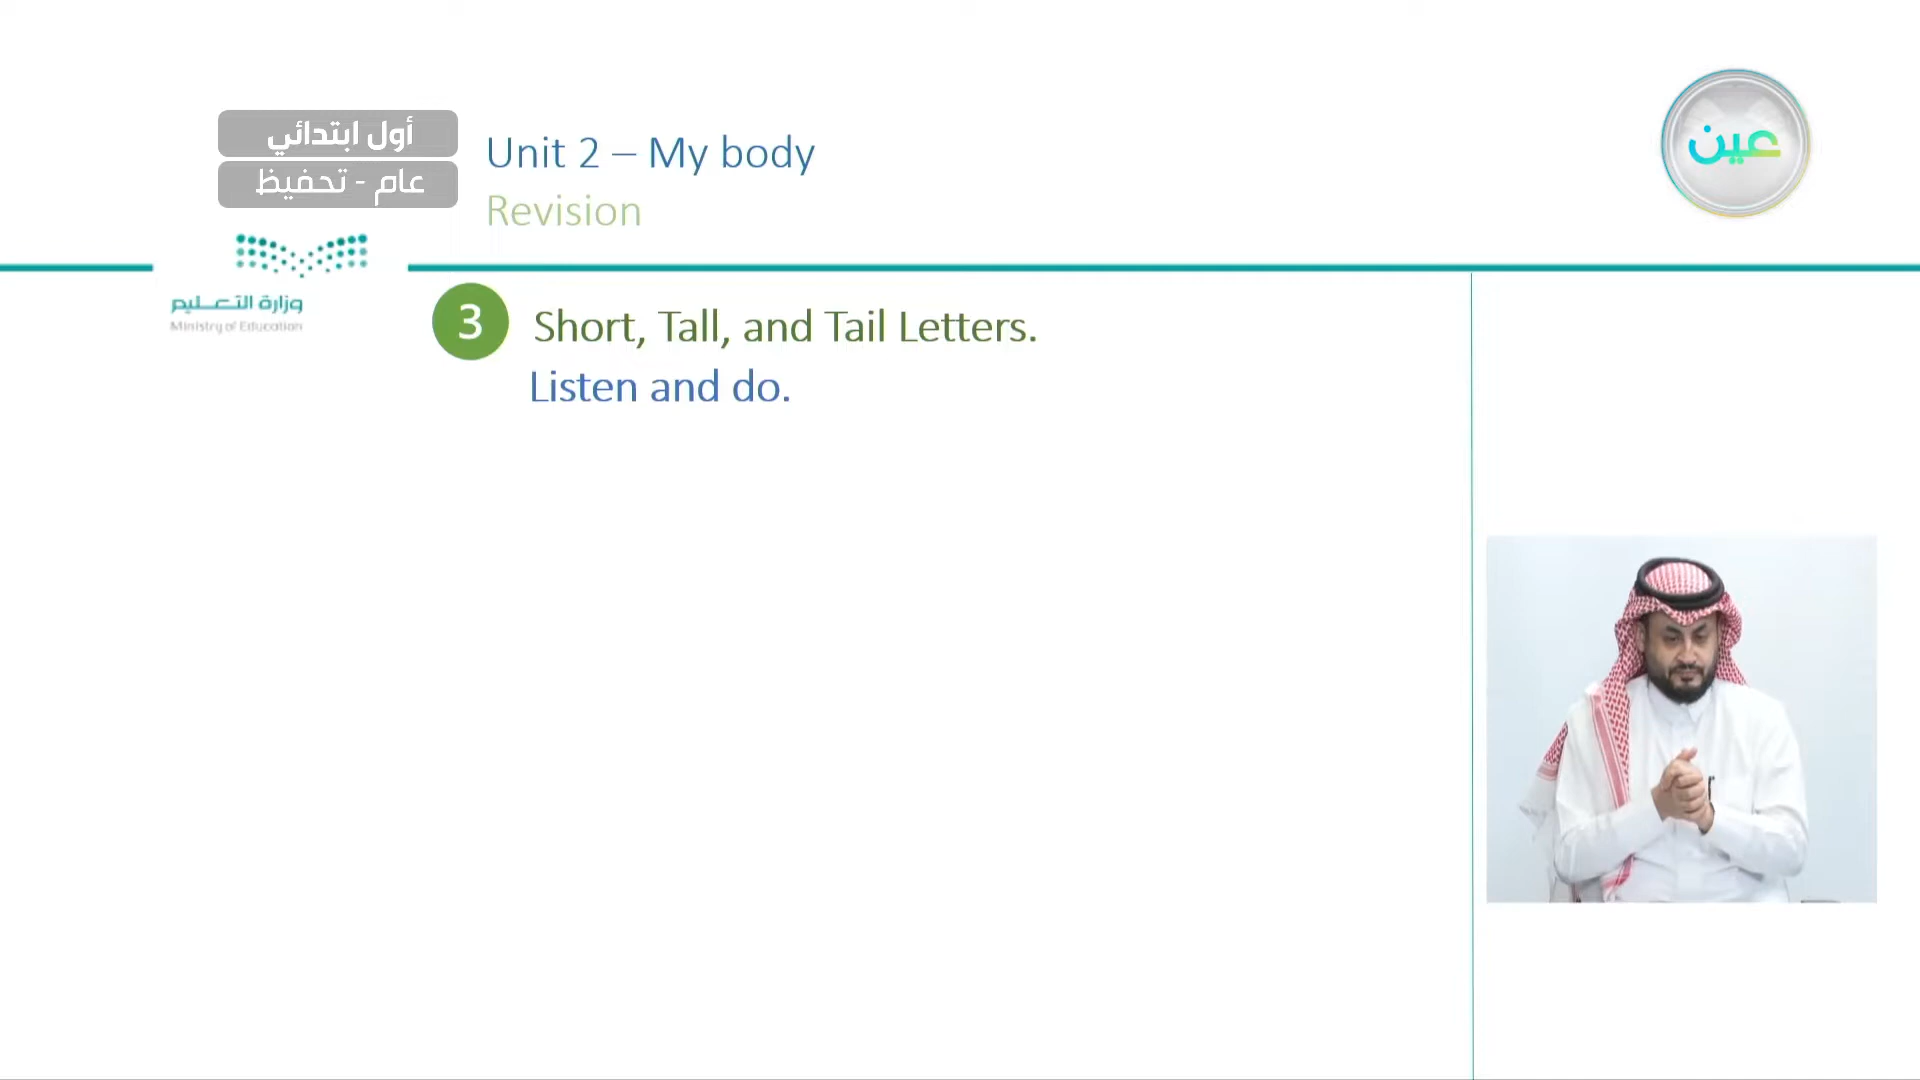 أول ابتدائي
عام - تحفيظ
Unit 2 – My body
Revision
عين
وزارة التعليم
Ministry of Education
3 Short, Tall, and Tail Letters.
Listen and do.